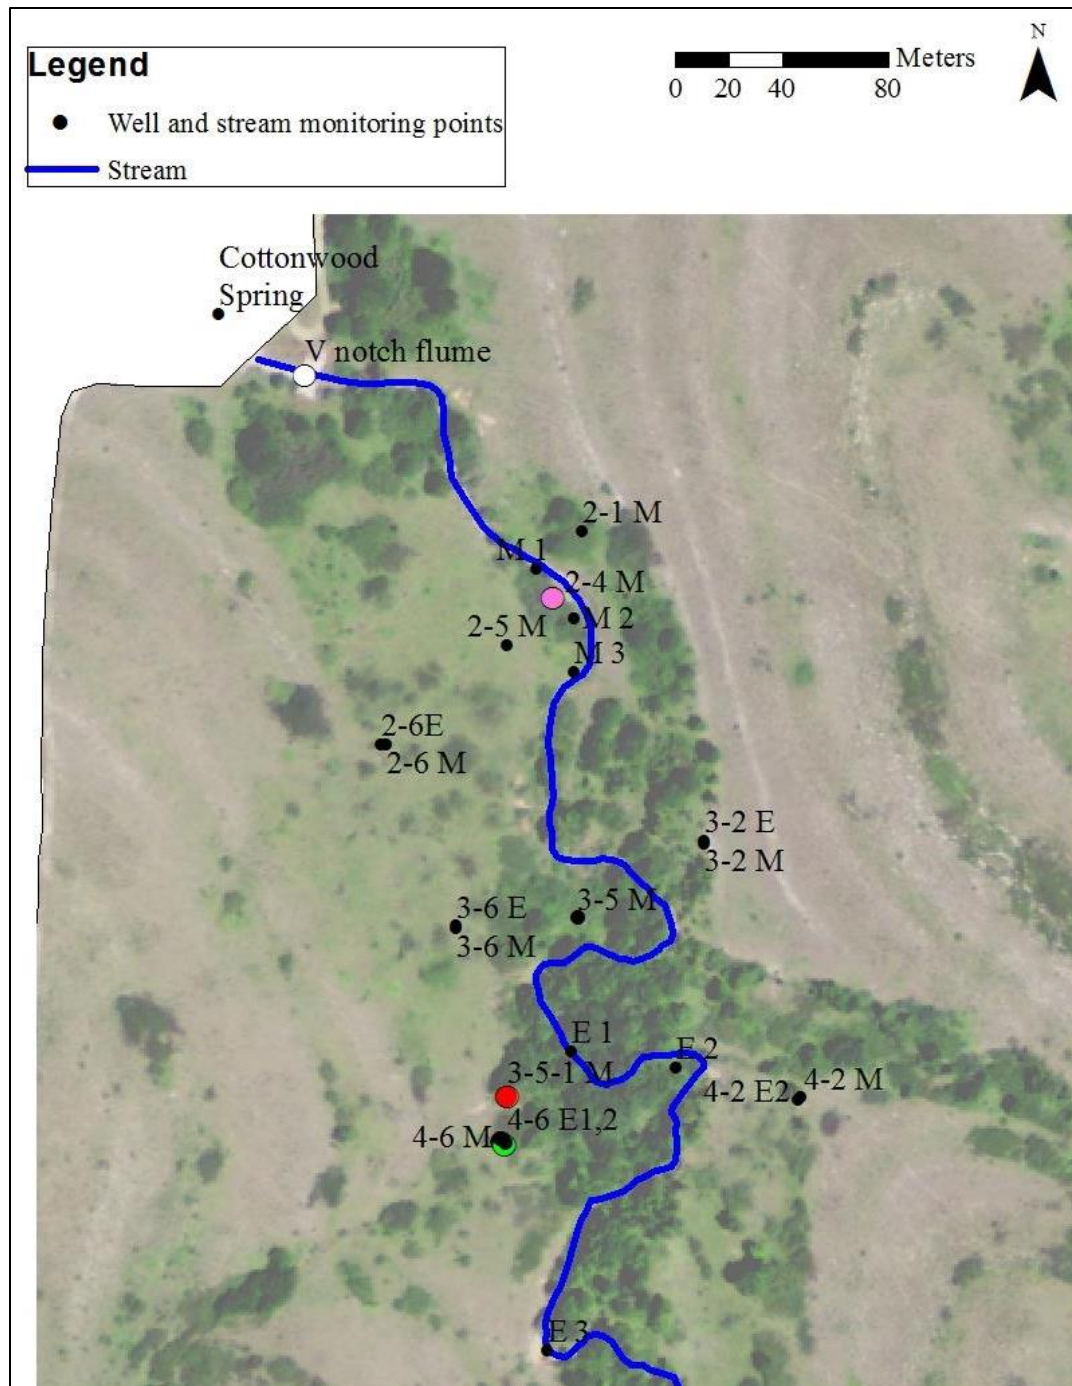 N
Legend
Meters
0 20 40 80
Well and stream monitoring points
Stream
Cottonwood
Spring
V notch flume
2-1 M
M 1
2-4 M
M 2
2-5 M
M 3
2-6E
2-6 M
3-2 E
3-2 M
3-6 E
3-5 M
3-6 M
E 1
E 2
3-5-1 M
4-2 E2
4-2 M
4-6 E1,2
4-6 M
E 3